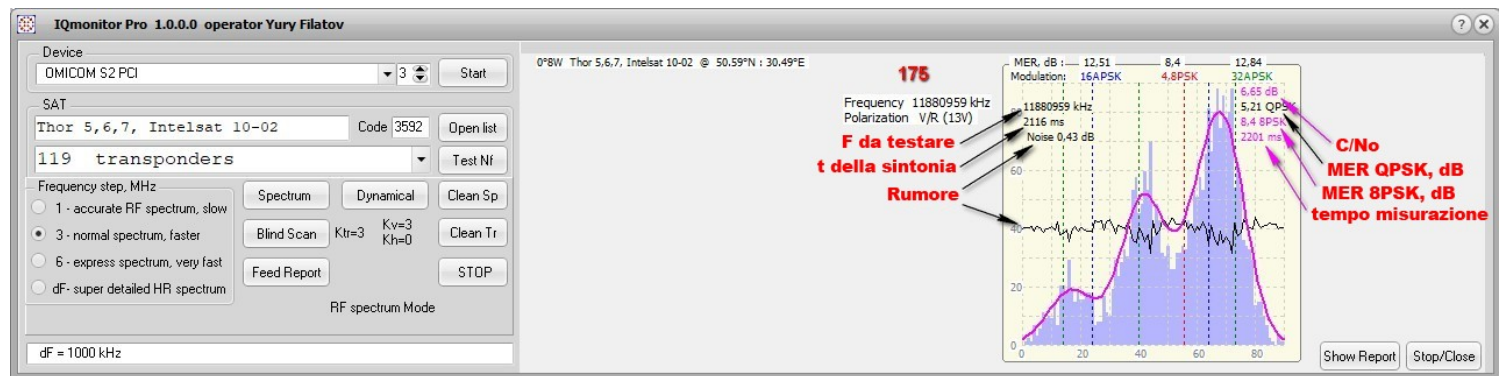 IQmonitor Pro 1.0.0.0 operator Yury Filatov
Device
OMICOM S2 PCI
3
Start
SAT
Thor 5,6,7, Intelsat 10-02
Code 3592
Open list
119 transponders
Test Nf
Frequency step, MHz
1 - accurate RF spectrum, slow
3 - normal spectrum, faster
6 - express spectrum, very fast
dF- super detailed HR spectrum
Spectrum
Dynamical
Clean Sp
Blind Scan
Ktr=3
Kv=3
Kh=0
Clean Tr
Feed Report
STOP
RF spectrum Mode
dF = 1000 kHz
0°8W Thor 5,6,7, Intelsat 10-02 @ 50.59°N : 30.49°E
175
Frequency 11880959 kHz
Polarization V/R (13V)
F da testare
t della sintonia
Rumore
MER, dB : 12,51 8,4 12,84
Modulation: 16APSK 4,8PSK 32APSK
11880959 kHz
2116 ms
Noise 0,43 dB
6,65 dB
5,21 QPS
8,4 8PSK
2201 ms
60
40
20
0
0 20 40 60 80
C/No
MER QPSK, dB
MER 8PSK, dB
tempo misurazione
Show Report
Stop/Close